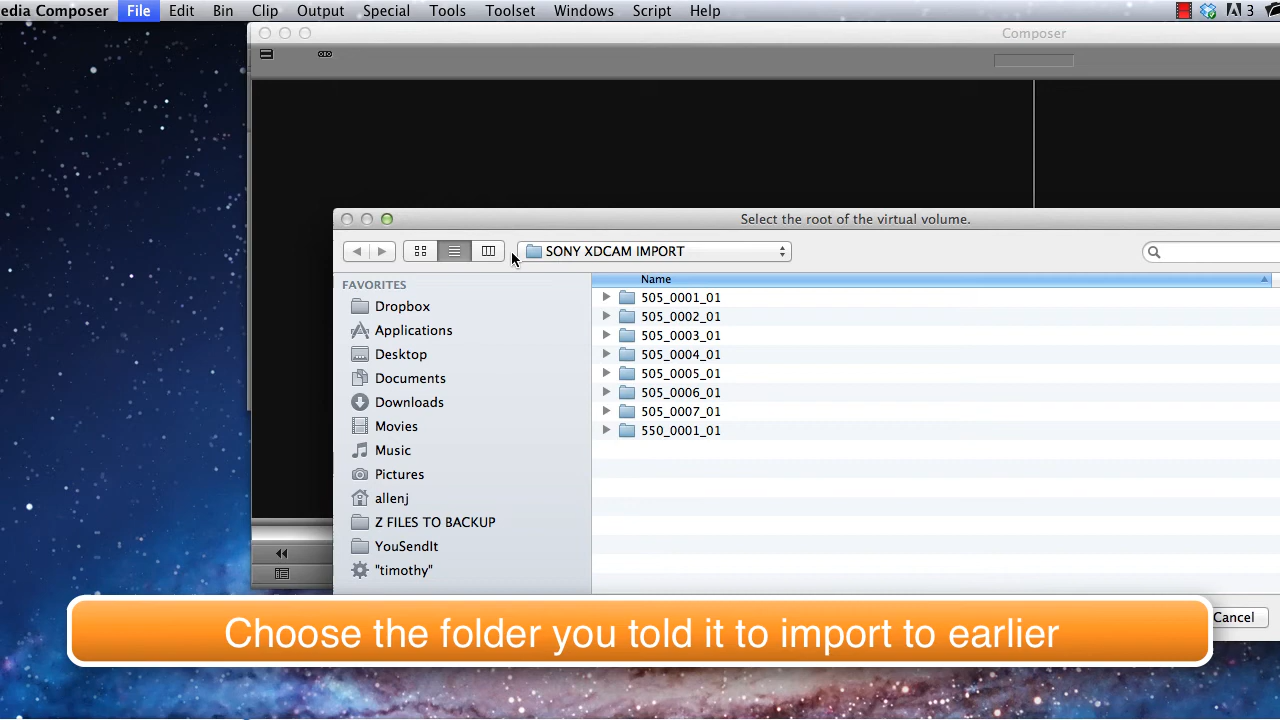 edia Composer File Edit Bin Clip Output Special Tools Toolset Windows Script Help 3
Composer
Select the root of the virtual volume.
SONY XDCAM IMPORT
FAVORITES
Dropbox
Applications
Desktop
Documents
Downloads
Movies
Music
Pictures
allenj
Z FILES TO BACKUP
YouSendIt
"timothy"
Name
505_0001_01
505_0002_01
505_0003_01
505_0004_01
505_0005_01
505_0006_01
505_0007_01
550_0001_01
Cancel
Choose the folder you told it to import to earlier